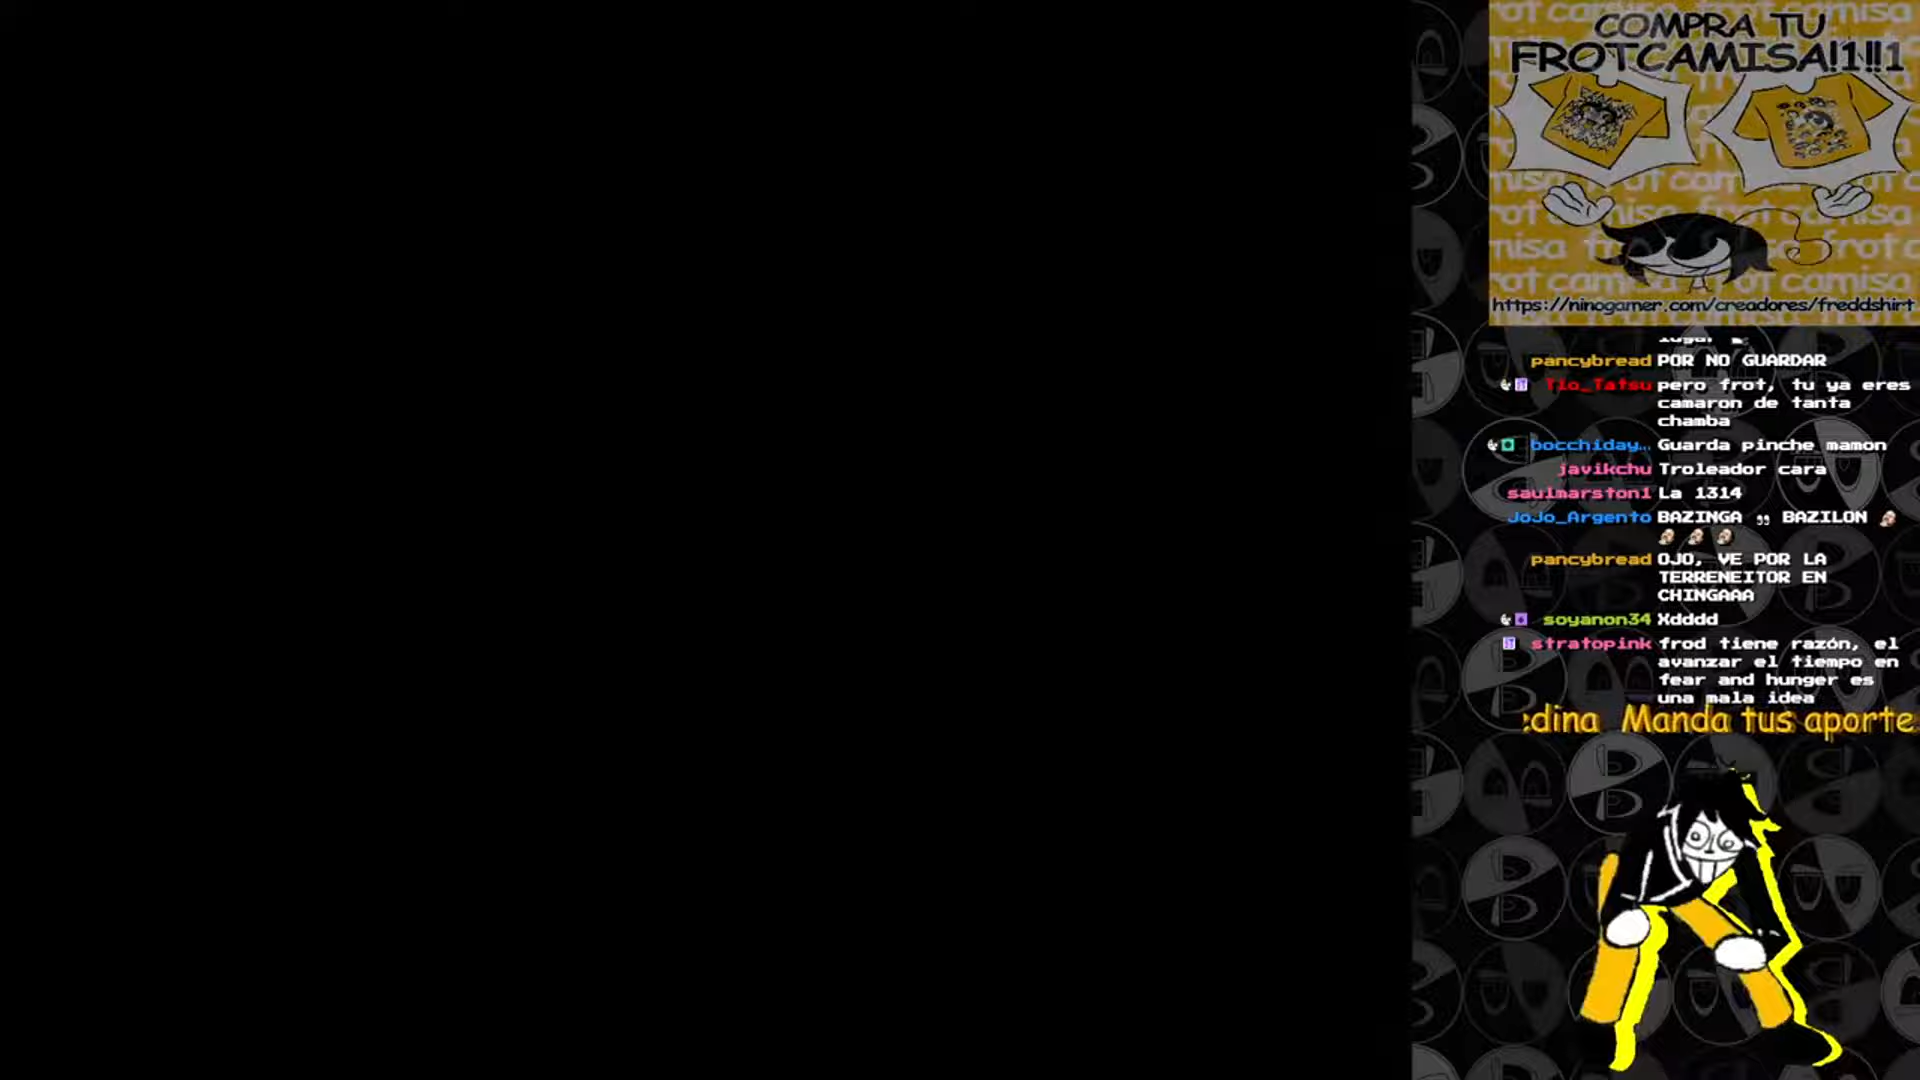 COMPRA TU
FROTCAMISA!1!!1
https://ninogamer.com/creadores/freddshirt
lugar
pancybread POR NO GUARDAR
Tio_Tatsu pero frot, tu ya eres
camaron de tanta
chamba
bocchiday... Guarda pinche mamon
javikchu Troleador cara
saulmarston1 La 1314
JoJo_Argento BAZINGA ,, BAZILON
pancybread OJO, VE POR LA
TERRENEITOR EN
CHINGAAA
soyanon34 Xdddd
stratopink frod tiene razón, el
avanzar el tiempo en
fear and hunger es
una mala idea
dina Manda tus aporte